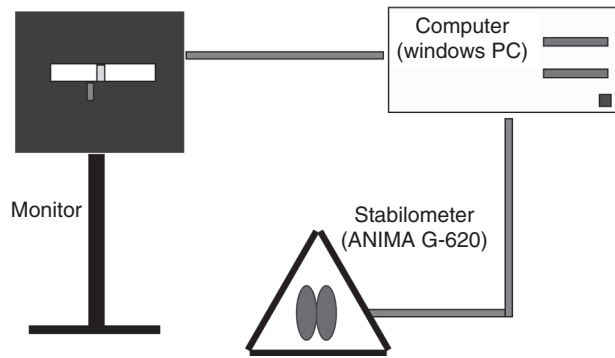 Computer
(windows PC)
Monitor
Stabilometer
(ANIMA G-620)